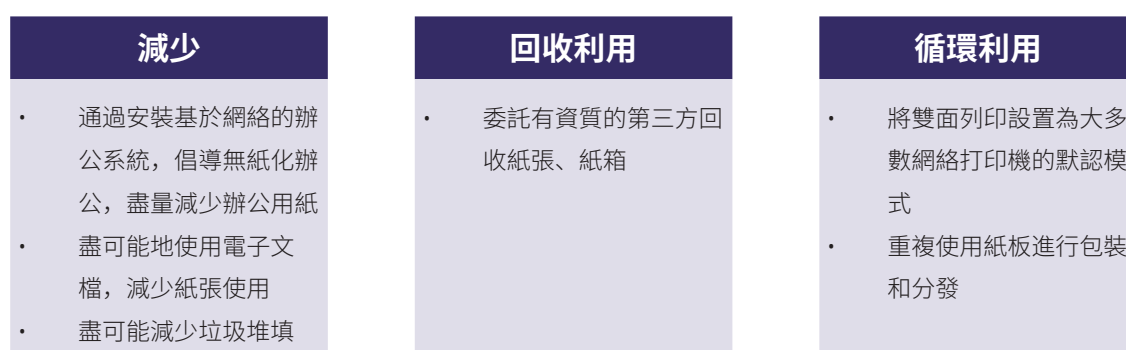 減少
• 通過安裝基於網絡的辦
公系統，倡導無紙化辦
公，盡量減少辦公用紙
• 盡可能地使用電子文
檔，減少紙張使用
• 盡可能減少垃圾堆填
回收利用
• 委託有資質的第三方回
收紙張、紙箱
循環利用
• 將雙面列印設置為大多
數網絡打印機的默認模
式
• 重複使用紙板進行包裝
和分發